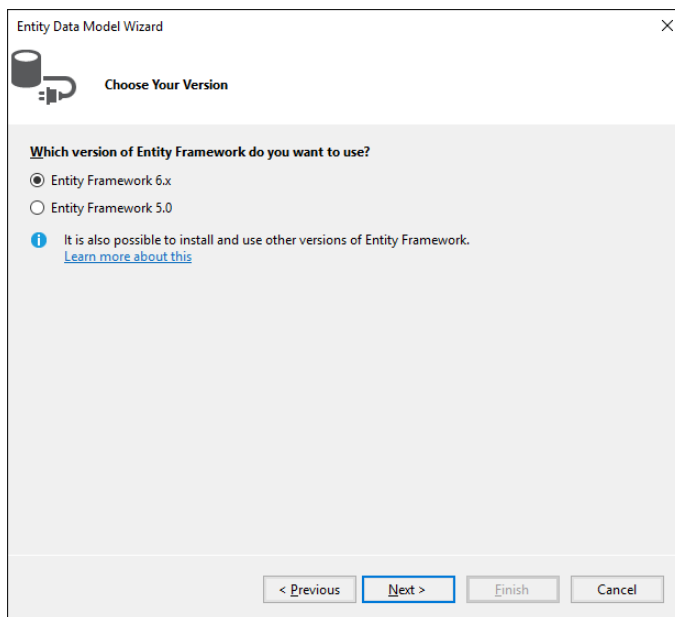 Entity Data Model Wizard
Choose Your Version
Which version of Entity Framework do you want to use?
Entity Framework 6.x
Entity Framework 5.0
It is also possible to install and use other versions of Entity Framework.
Learn more about this
< Previous
Next >
Finish
Cancel